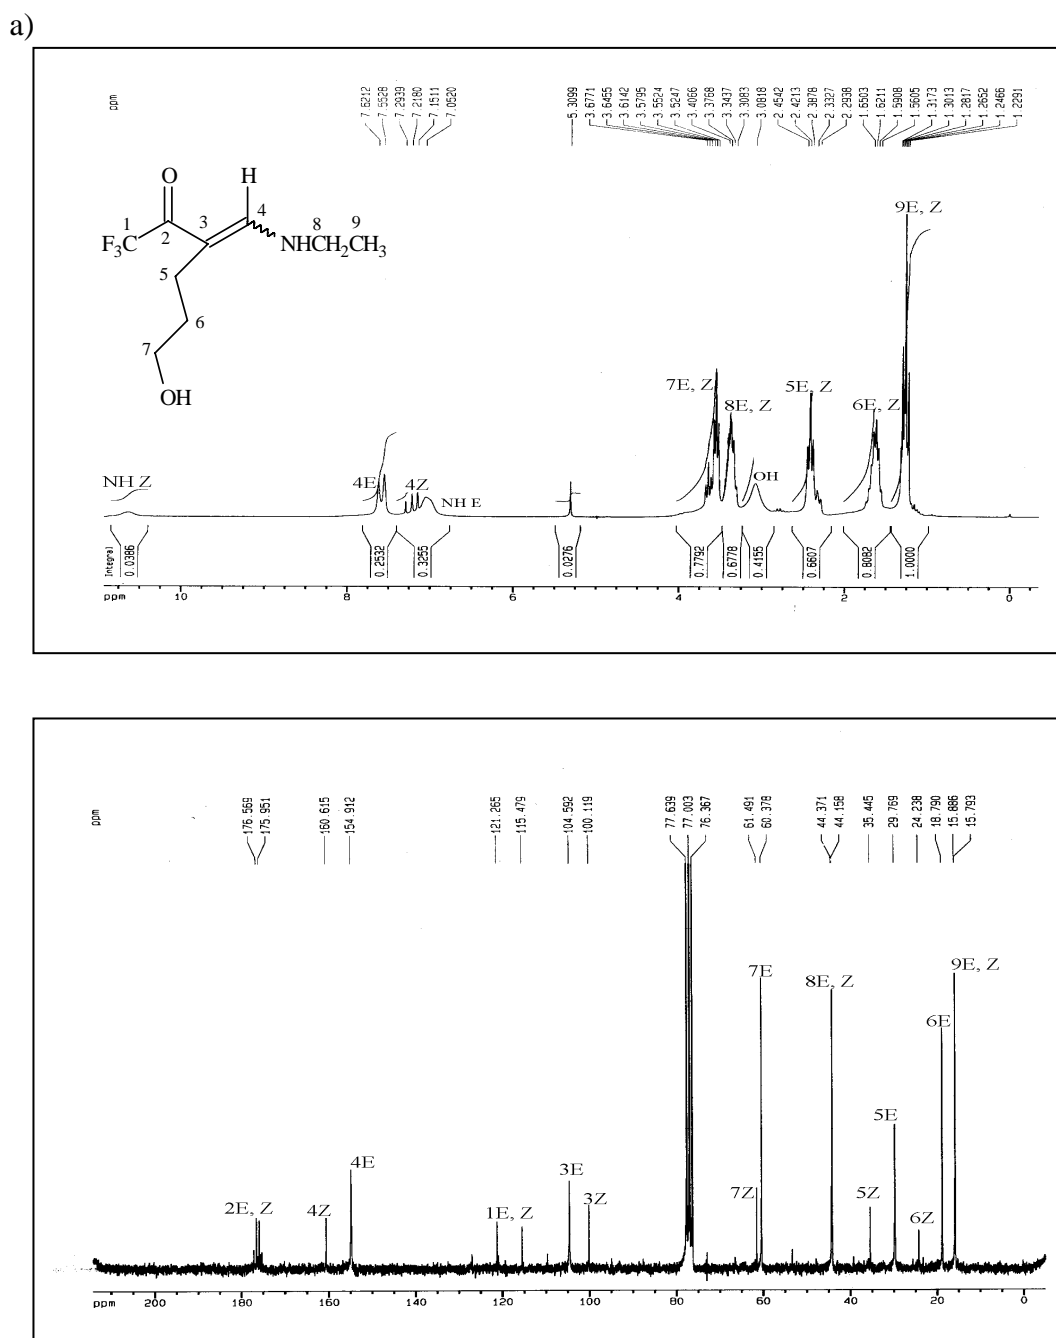 a)
ppm
7.6212
7.5528
7.2939
7.2180
7.1511
7.0520
5.3099
3.6771
3.6455
3.6142
3.5795
3.5524
3.5247
3.4066
3.3768
3.3437
3.3083
3.0818
2.4542
2.4213
2.3878
2.3327
2.2938
1.6503
1.6211
1.5908
1.5605
1.3173
1.3013
1.2817
1.2652
1.2466
1.2291
O
H
1
2
3
4
8
9
F3C
NHCH2CH3
5
6
7
OH
9E, Z
7E, Z
8E, Z
5E, Z
6E, Z
NH Z
4E
4Z
NH E
OH
Integral
0.0386
0.2532
0.3255
0.0276
0.7792
0.6778
0.4155
0.6807
0.8082
1.0000
ppm 10 8 6 4 2 0
ppm
176.569
175.951
160.615
154.912
121.265
115.479
104.592
100.119
77.639
77.003
76.367
61.491
60.378
44.371
44.158
35.445
29.769
24.238
18.790
15.886
15.793
7E
8E, Z
9E, Z
6E
5E
4E
3E
2E, Z
4Z
1E, Z
3Z
7Z
5Z
6Z
ppm 200 180 160 140 120 100 80 60 40 20 0